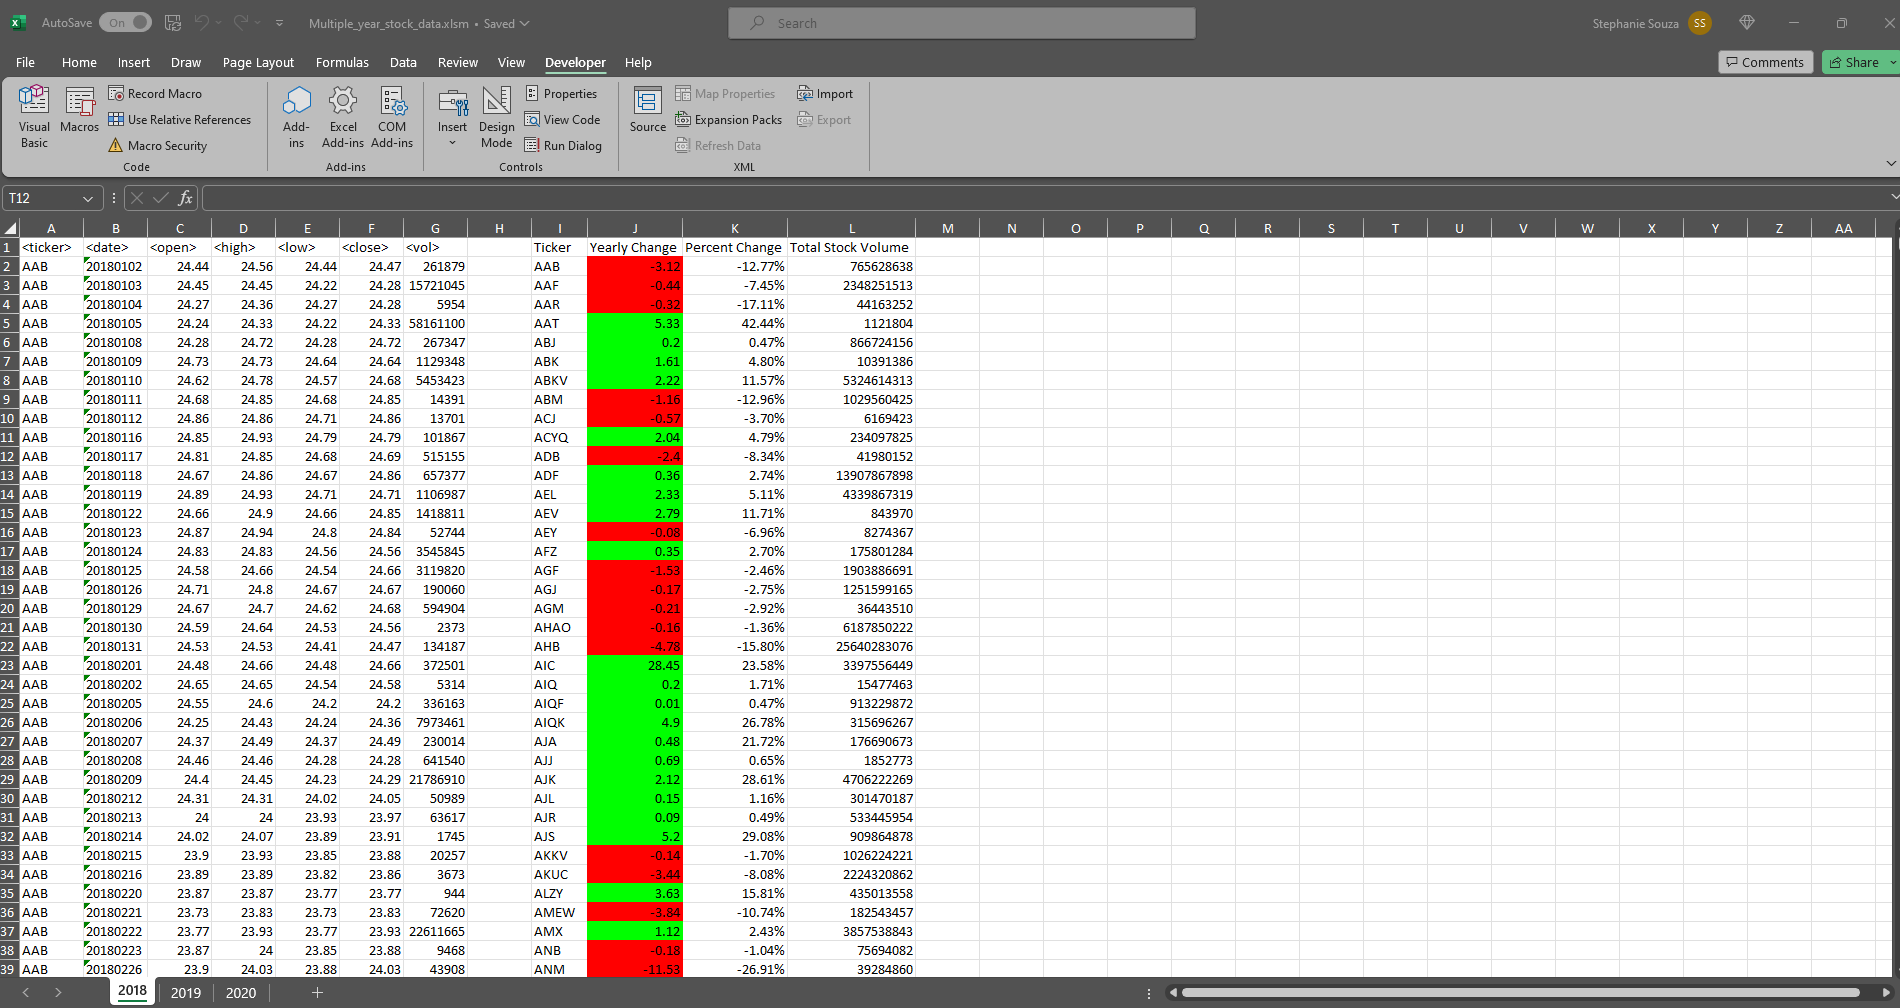 AutoSave On Multiple_year_stock_data.xlsm • Saved Search Stephanie Souza SS
File Home Insert Draw Page Layout Formulas Data Review View Developer Help Comments Share
Visual Basic Macros Record Macro Use Relative References Macro Security Code
Add-ins Excel Add-ins COM Add-ins Add-ins
Insert Design Mode Properties View Code Run Dialog Controls
Source Map Properties Expansion Packs Refresh Data Import Export XML
T12 fx
A B C D E F G H I J K L M N O P Q R S T U V W X Y Z AA
1 <ticker> <date> <open> <high> <low> <close> <vol> Ticker Yearly Change Percent Change Total Stock Volume
2 AAB 20180102 24.44 24.56 24.44 24.47 261879 AAB -3.12 -12.77% 765628638
3 AAB 20180103 24.45 24.45 24.22 24.28 15721045 AAF -0.44 -7.45% 2348251513
4 AAB 20180104 24.27 24.36 24.27 24.28 5954 AAR -0.32 -17.11% 44163252
5 AAB 20180105 24.24 24.33 24.22 24.33 58161100 AAT 5.33 42.44% 1121804
6 AAB 20180108 24.28 24.72 24.28 24.72 267347 ABJ 0.2 0.47% 866724156
7 AAB 20180109 24.73 24.73 24.64 24.64 1129348 ABK 1.61 4.80% 10391386
8 AAB 20180110 24.62 24.78 24.57 24.68 5453423 ABKV 2.22 11.57% 5324614313
9 AAB 20180111 24.68 24.85 24.68 24.85 14391 ABM -1.16 -12.96% 1029560425
10 AAB 20180112 24.86 24.86 24.71 24.86 13701 ACJ -0.57 -3.70% 6169423
11 AAB 20180116 24.85 24.93 24.79 24.79 101867 ACYQ 2.04 4.79% 234097825
12 AAB 20180117 24.81 24.85 24.68 24.69 515155 ADB -2.4 -8.34% 41980152
13 AAB 20180118 24.67 24.86 24.67 24.86 657377 ADF 0.36 2.74% 13907867898
14 AAB 20180119 24.89 24.93 24.71 24.71 1106987 AEL 2.33 5.11% 4339867319
15 AAB 20180122 24.66 24.9 24.66 24.85 1418811 AEV 2.79 11.71% 843970
16 AAB 20180123 24.87 24.94 24.8 24.84 52744 AEY -0.08 -6.96% 8274367
17 AAB 20180124 24.83 24.83 24.56 24.56 3545845 AFZ 0.35 2.70% 175801284
18 AAB 20180125 24.58 24.66 24.54 24.66 3119820 AGF -1.53 -2.46% 1903886691
19 AAB 20180126 24.71 24.8 24.67 24.67 190060 AGJ -0.17 -2.75% 1251599165
20 AAB 20180129 24.67 24.7 24.62 24.68 594904 AGM -0.21 -2.92% 36443510
21 AAB 20180130 24.59 24.64 24.53 24.56 2373 AHAO -0.16 -1.36% 6187850222
22 AAB 20180131 24.53 24.53 24.41 24.47 134187 AHB -4.78 -15.80% 25640283076
23 AAB 20180201 24.48 24.66 24.48 24.66 372501 AIC 28.45 23.58% 3397556449
24 AAB 20180202 24.65 24.65 24.54 24.58 5314 AIQ 0.2 1.71% 15477463
25 AAB 20180205 24.55 24.6 24.2 24.2 336163 AIQF 0.01 0.47% 913229872
26 AAB 20180206 24.25 24.43 24.24 24.36 7973461 AIQK 4.9 26.78% 315696267
27 AAB 20180207 24.37 24.49 24.37 24.49 230014 AJA 0.48 21.72% 176690673
28 AAB 20180208 24.46 24.46 24.28 24.28 641540 AJJ 0.69 0.65% 1852773
29 AAB 20180209 24.4 24.45 24.23 24.29 21786910 AJK 2.12 28.61% 4706222269
30 AAB 20180212 24.31 24.31 24.02 24.05 50989 AJL 0.15 1.16% 301470187
31 AAB 20180213 24 24 23.93 23.97 63617 AJR 0.09 0.49% 533445954
32 AAB 20180214 24.02 24.07 23.89 23.91 1745 AJS 5.2 29.08% 909864878
33 AAB 20180215 23.9 23.93 23.85 23.88 20257 AKKV -0.14 -1.70% 1026224221
34 AAB 20180216 23.89 23.89 23.82 23.86 3673 AKUC -3.44 -8.08% 2224320862
35 AAB 20180220 23.87 23.87 23.77 23.77 944 ALZY 3.63 15.81% 435013558
36 AAB 20180221 23.73 23.83 23.73 23.83 72620 AMEW -3.84 -10.74% 182543457
37 AAB 20180222 23.77 23.93 23.77 23.93 22611665 AMX 1.12 2.43% 3857538843
38 AAB 20180223 23.87 24 23.85 23.88 9468 ANB -0.18 -1.04% 75694082
39 AAB 20180226 23.9 24.03 23.88 24.03 43908 ANM -11.53 -26.91% 39284860
2018 2019 2020